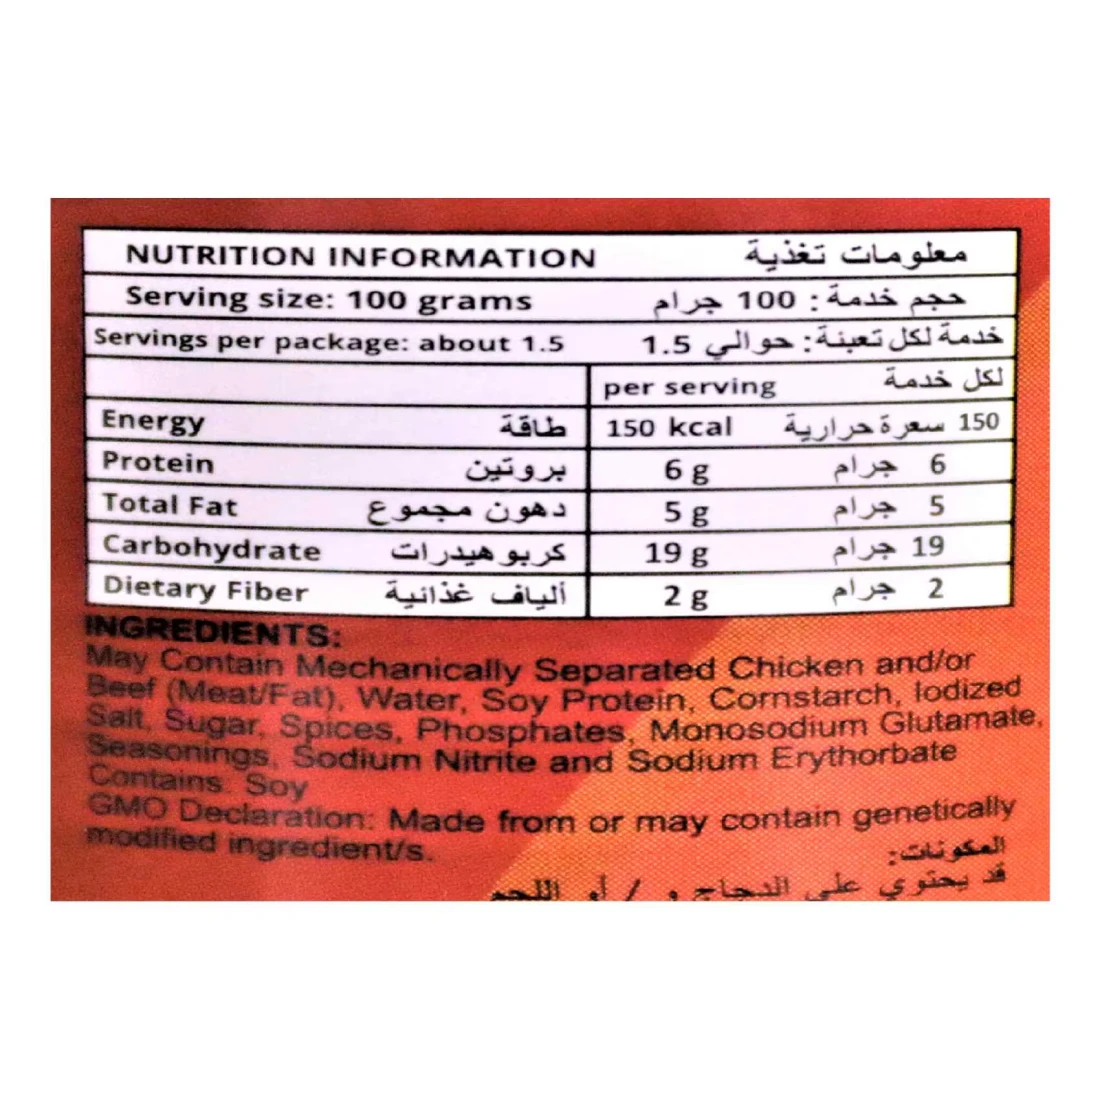 NUTRITION INFORMATION معلومات تغذية
Serving size: 100 grams حجم خدمة : 100 جرام
Servings per package: about 1.5 خدمة لكل تعبئة: حوالي 1.5
per serving لكل خدمة
Energy طاقة 150 kcal 150 سعرة حرارية
Protein بروتين 6 g 6 جرام
Total Fat دهون مجموع 5 g 5 جرام
Carbohydrate كربوهيدرات 19 g 19 جرام
Dietary Fiber ألياف غذائية 2 g 2 جرام
INGREDIENTS:
May Contain Mechanically Separated Chicken and/or
Beef (Meat/Fat), Water, Soy Protein, Cornstarch, Iodized
Salt, Sugar, Spices, Phosphates, Monosodium Glutamate,
Seasonings, Sodium Nitrite and Sodium Erythorbate
Contains: Soy
GMO Declaration: Made from or may contain genetically
modified ingredient/s.
المكونات:
قد يحتوي على الدجاج و / أو اللحم